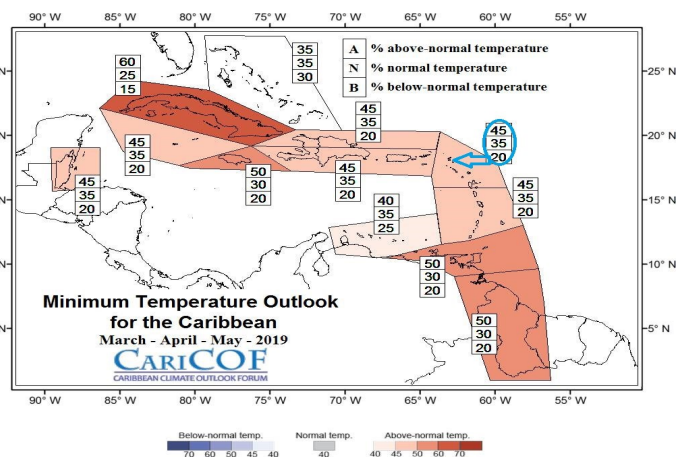 90° W 85° W 80° W 75° W 70° W 65° W 60° W 55° W
35
35
30
A % above-normal temperature
N % normal temperature
B % below-normal temperature
60
25
15
25° N
45
35
20
45
35
20
20° N
45
35
20
50
30
20
45
35
20
45
35
20
45
35
20
15° N
40
35
25
50
30
20
10° N
Minimum Temperature Outlook
for the Caribbean
March - April - May - 2019
CARICOF
CARIBBEAN CLIMATE OUTLOOK FORUM
50
30
20
5° N
90° W 85° W 80° W 75° W 70° W 65° W 60° W 55° W
Below-normal temp. Normal temp. Above-normal temp.
70 60 50 45 40 40 40 45 50 60 70